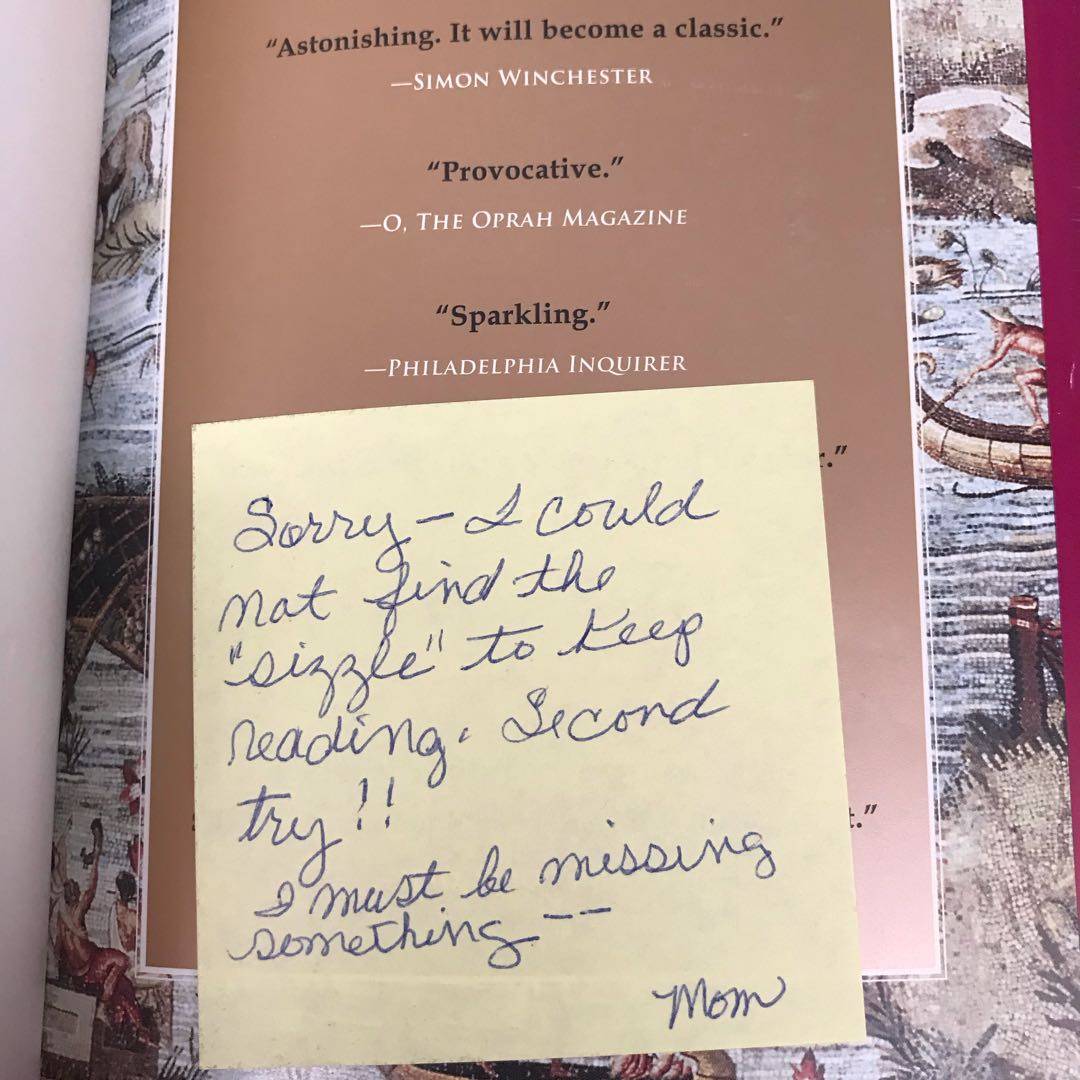 “Astonishing. It will become a classic.”
—SIMON WINCHESTER
“Provocative.”
—O, THE OPRAH MAGAZINE
“Sparkling.”
—PHILADELPHIA INQUIRER
Sorry – I could
not find the
"sizzle" to keep
reading. Second
try!!
I must be missing
something --
Mom